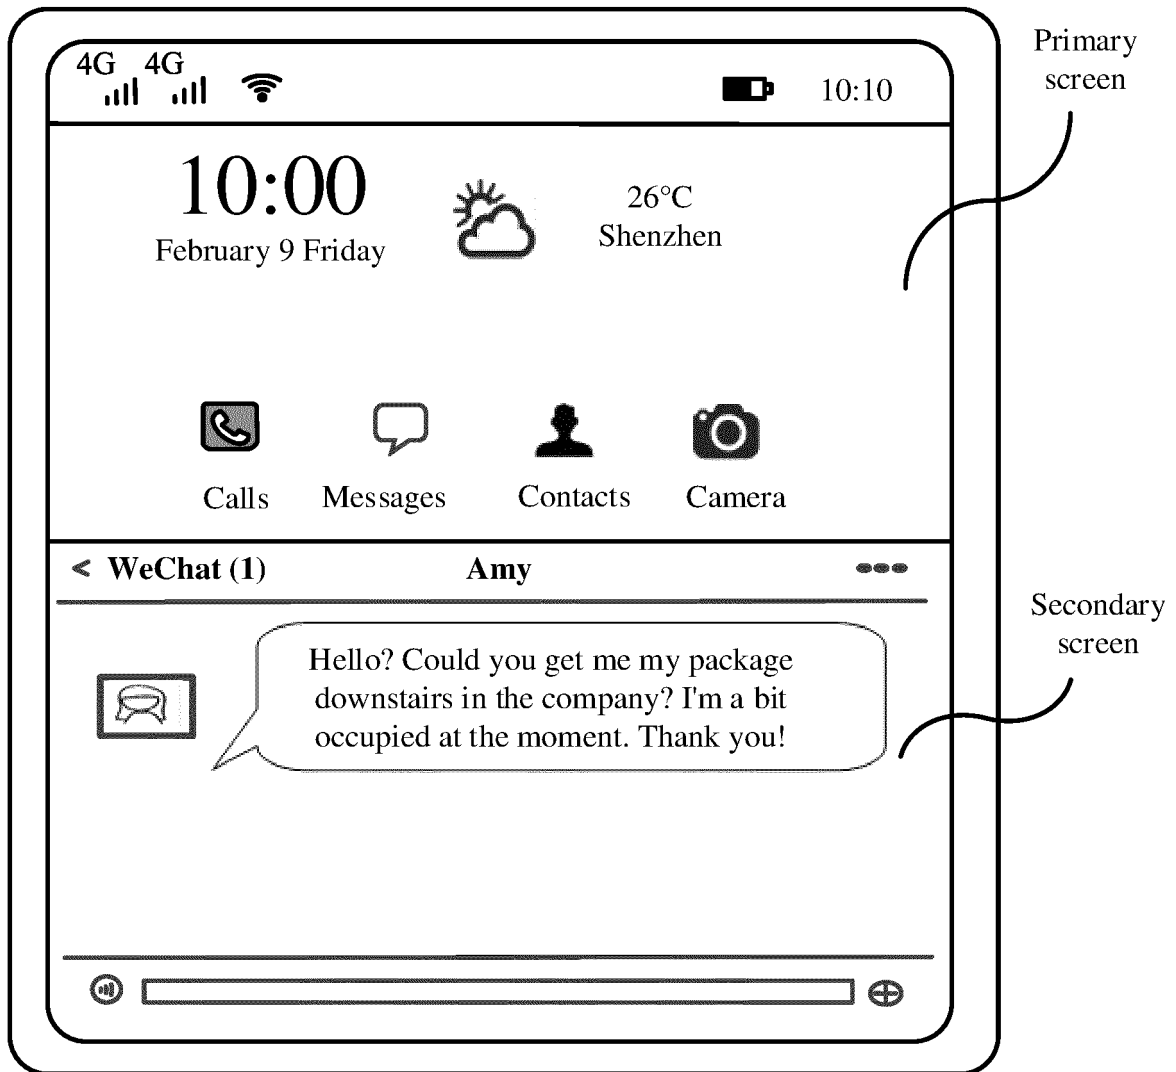 4G 4G
10:10
Primary
screen
10:00
February 9 Friday
26°C
Shenzhen
Calls Messages Contacts Camera
< WeChat (1) Amy
Secondary
screen
Hello? Could you get me my package
downstairs in the company? I'm a bit
occupied at the moment. Thank you!